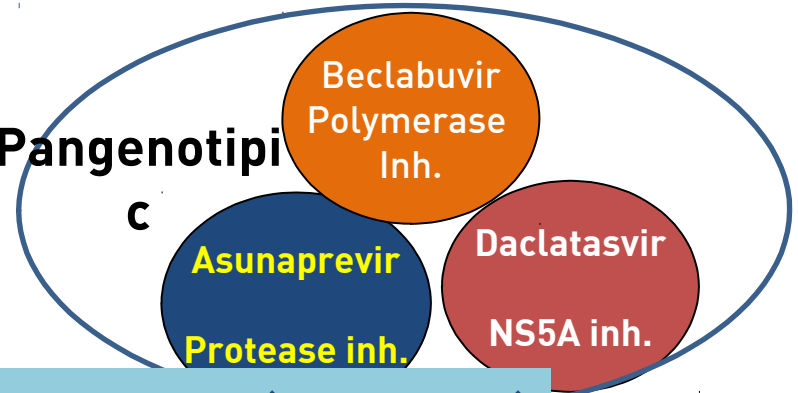 Beclabuvir
Polymerase
Inh.
Pangenotipi
c
Asunaprevir
Protease inh.
Daclatasvir
NS5A inh.